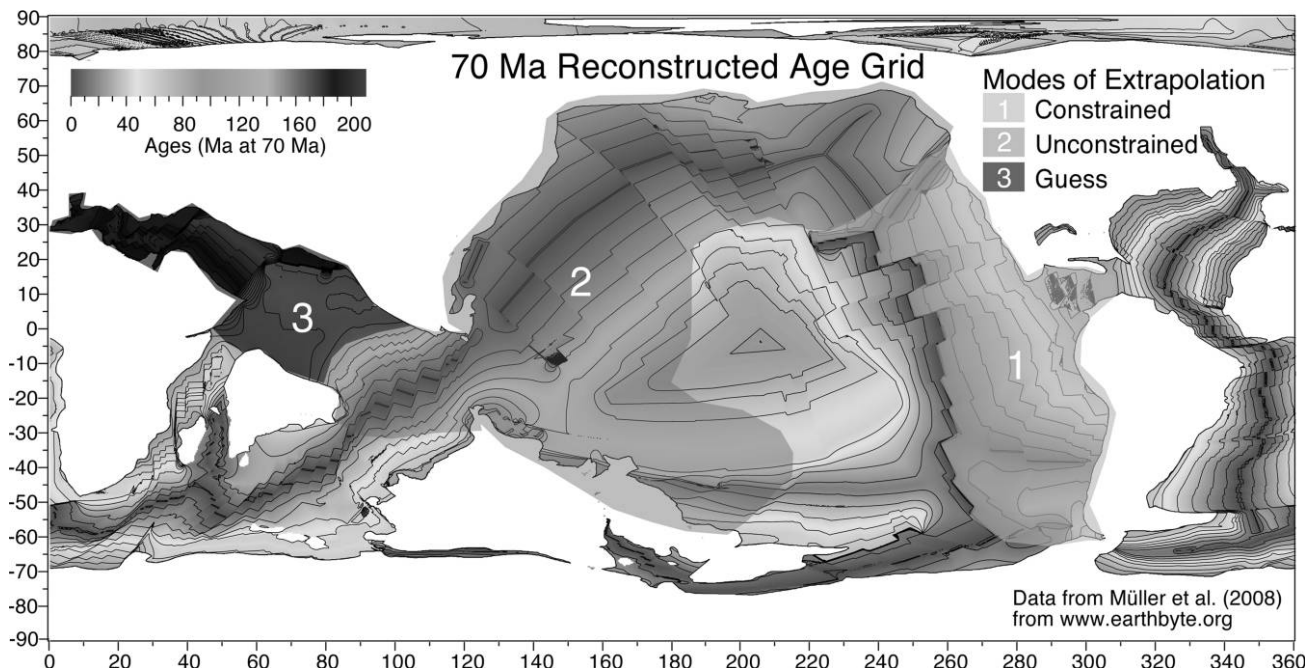 90
80
70
60
50
40
30
20
10
0
-10
-20
-30
-40
-50
-60
-70
-80
-90
70 Ma Reconstructed Age Grid
0 40 80 120 160 200
Ages (Ma at 70 Ma)
Modes of Extrapolation
1 Constrained
2 Unconstrained
3 Guess
3
2
1
Data from Müller et al. (2008)
from www.earthbyte.org
0 20 40 60 80 100 120 140 160 180 200 220 240 260 280 300 320 340